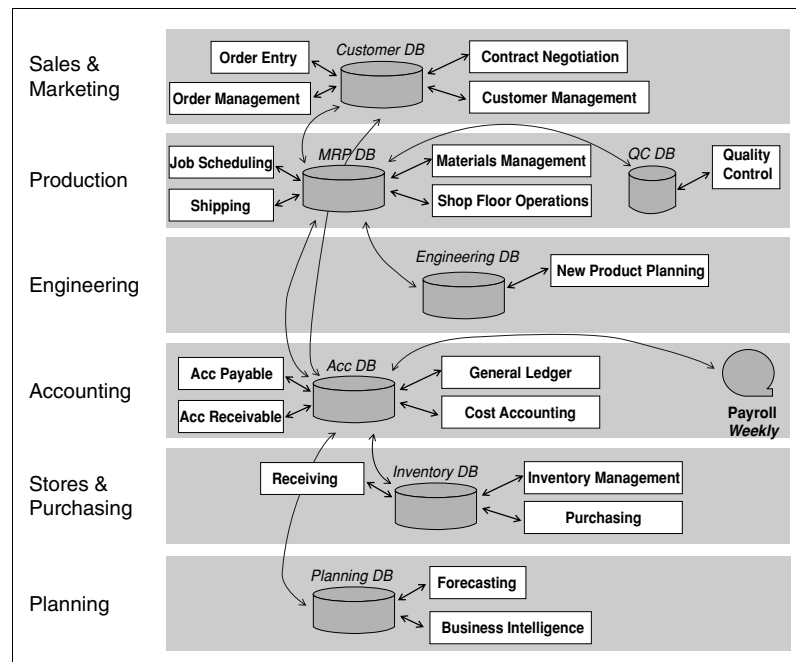 Sales &
Marketing
Order Entry
Customer DB
Contract Negotiation
Order Management
Customer Management
Production
Job Scheduling
MRP DB
Materials Management
QC DB
Quality
Control
Shipping
Shop Floor Operations
Engineering
Engineering DB
New Product Planning
Accounting
Acc Payable
Acc DB
General Ledger
Acc Receivable
Cost Accounting
Payroll
Weekly
Stores &
Purchasing
Receiving
Inventory DB
Inventory Management
Purchasing
Planning
Planning DB
Forecasting
Business Intelligence